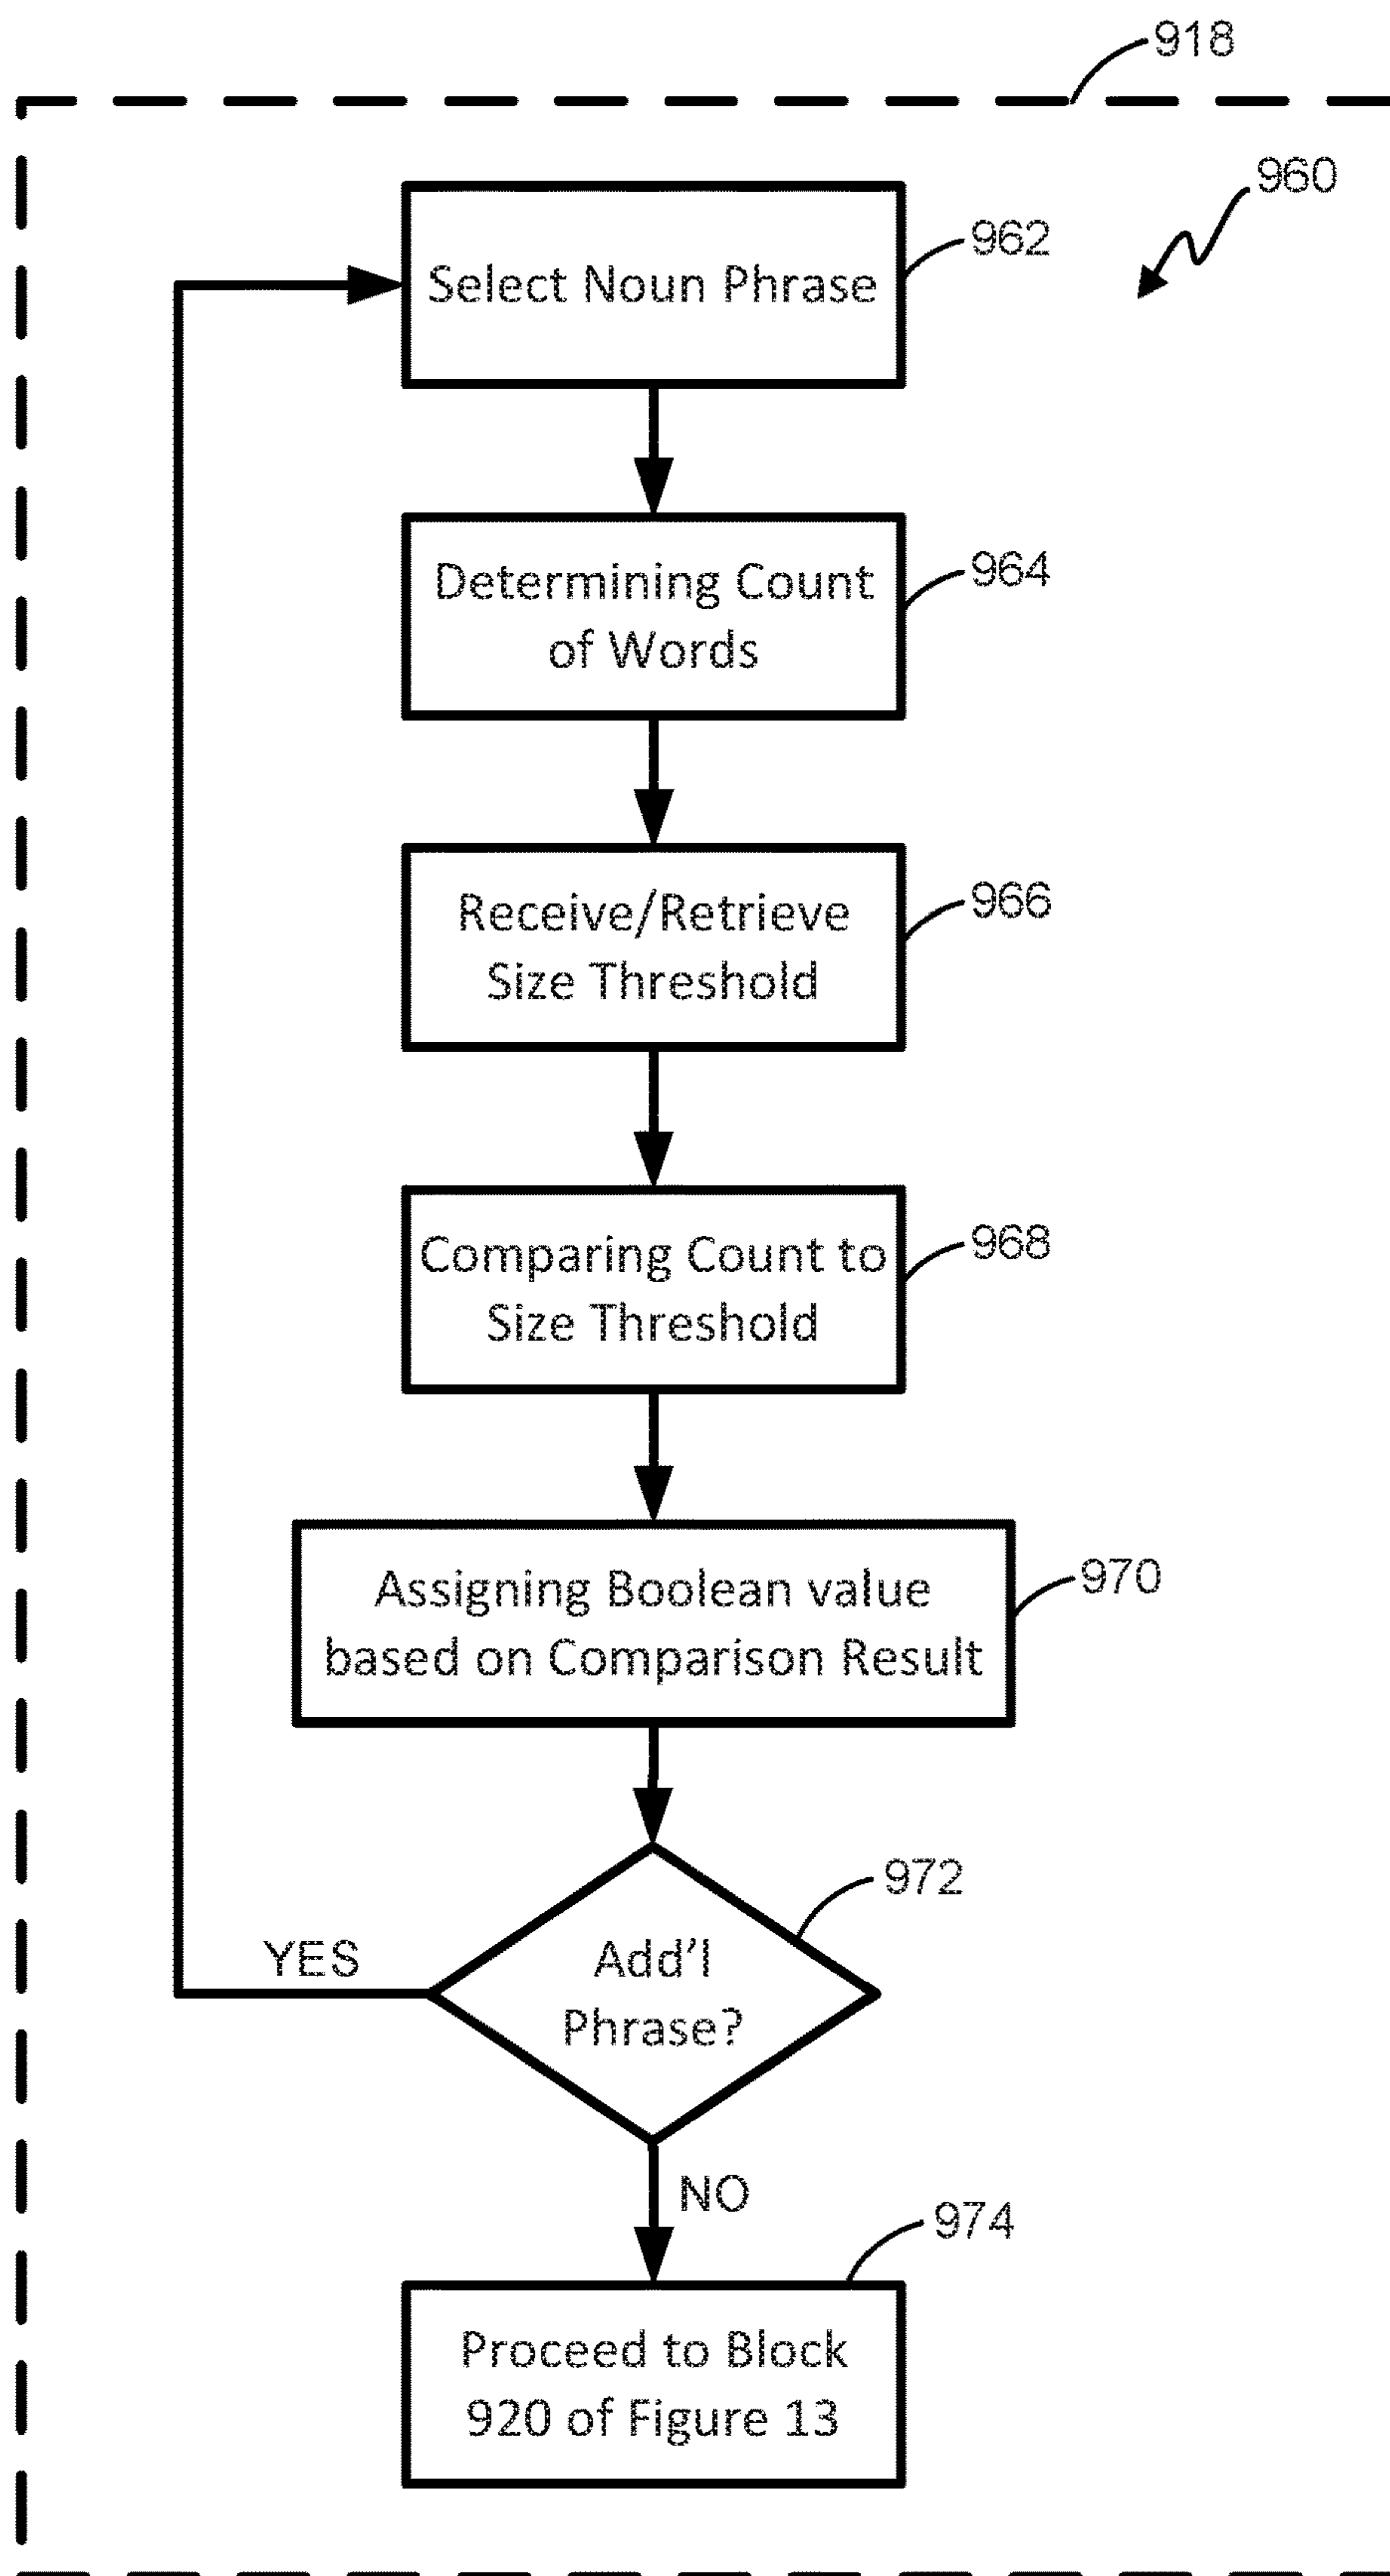 918
960
Select Noun Phrase
962
Determining Count
of Words
964
Receive/Retrieve
Size Threshold
966
Comparing Count to
Size Threshold
968
Assigning Boolean value
based on Comparison Result
970
Add'l
Phrase?
972
YES
NO
974
Proceed to Block
920 of Figure 13